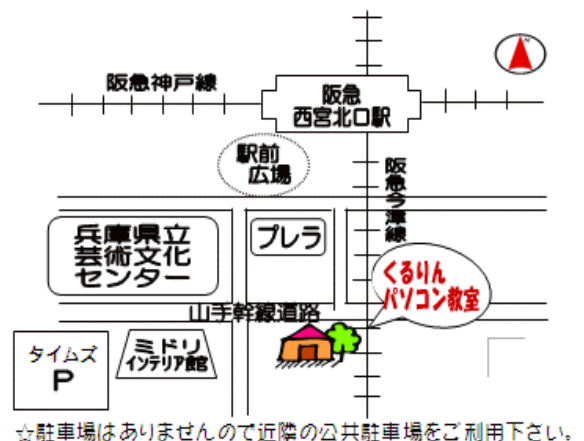 阪急神戸線
阪急
西宮北口駅
N
駅前
広場
阪急今津線
兵庫県立
芸術文化
センター
プレラ
くるりん
パソコン教室
山手幹線道路
タイムズ
P
ミドリ
インテリア館
☆駐車場はありませんので近隣の公共駐車場をご利用下さい。